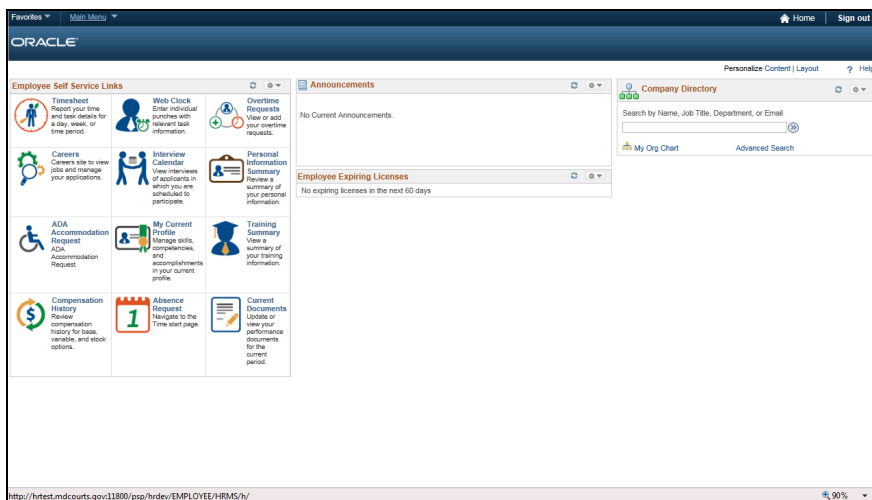 Favorites Main Menu Home Sign out
ORACLE
Personalize Content | Layout ? Help
Employee Self Service Links
Timesheet
Report your time
and task details for
a day, week, or
time period.
Web Clock
Enter individual
punches with
relevant task
information.
Overtime
Requests
View or add
your overtime
requests.
Careers
Careers site to view
jobs and manage
your applications.
Interview
Calendar
View interviews
of applicants in
which you are
scheduled to
participate.
Personal
Information
Summary
Review a
summary of
your personal
information.
ADA
Accommodation
Request
ADA
Accommodation
Request
My Current
Profile
Manage skills,
competencies,
and
accomplishments
in your current
profile.
Training
Summary
View a
summary of
your training
information.
Compensation
History
Review
compensation
history for base,
variable, and stock
options.
1
Absence
Request
Navigate to the
Time start page.
Current
Documents
Update or
view your
performance
documents
for the
current
period.
Announcements
No Current Announcements.
Employee Expiring Licenses
No expiring licenses in the next 60 days
Company Directory
Search by Name, Job Title, Department, or Email
My Org Chart Advanced Search
http://hrtest.mdcourts.gov:11800/psp/hrdev/EMPLOYEE/HRMS/h/ 90%